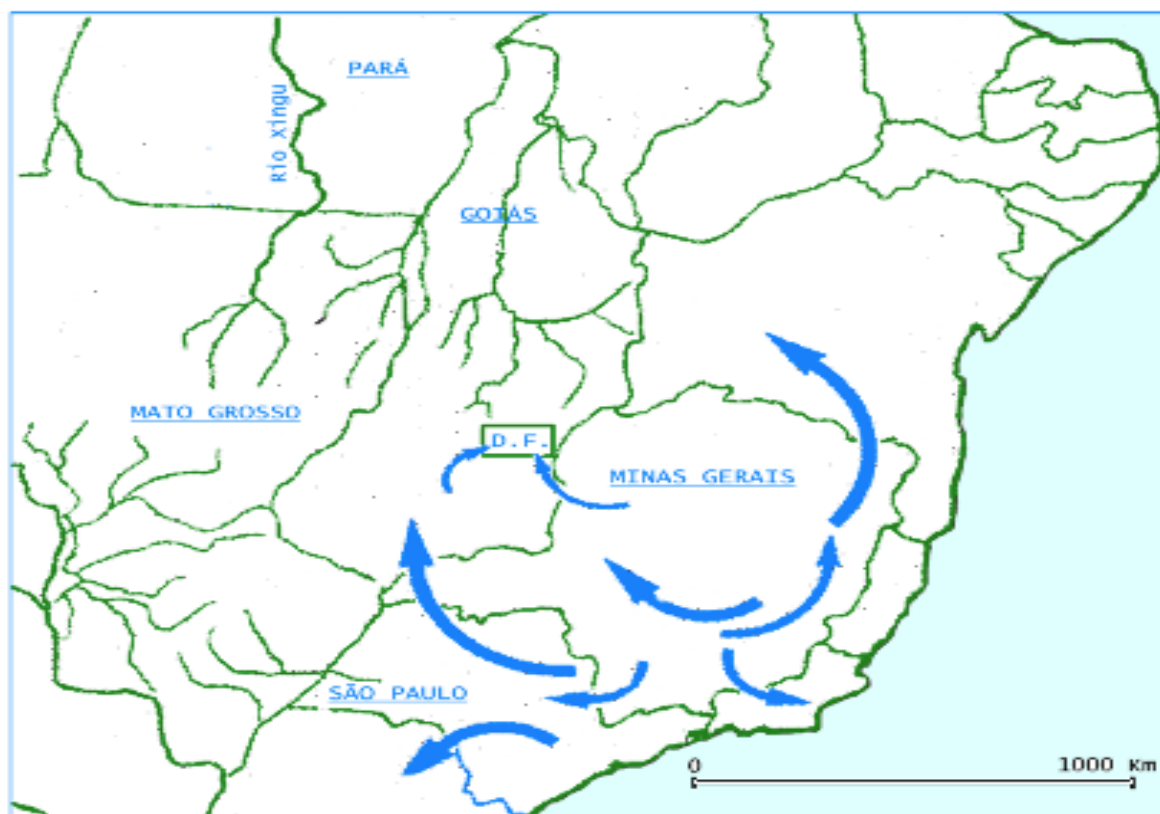 PARÁ
Rio Xingu
GOIÁS
MATO GROSSO
D.F.
MINAS GERAIS
SÃO PAULO
0 1000 Km